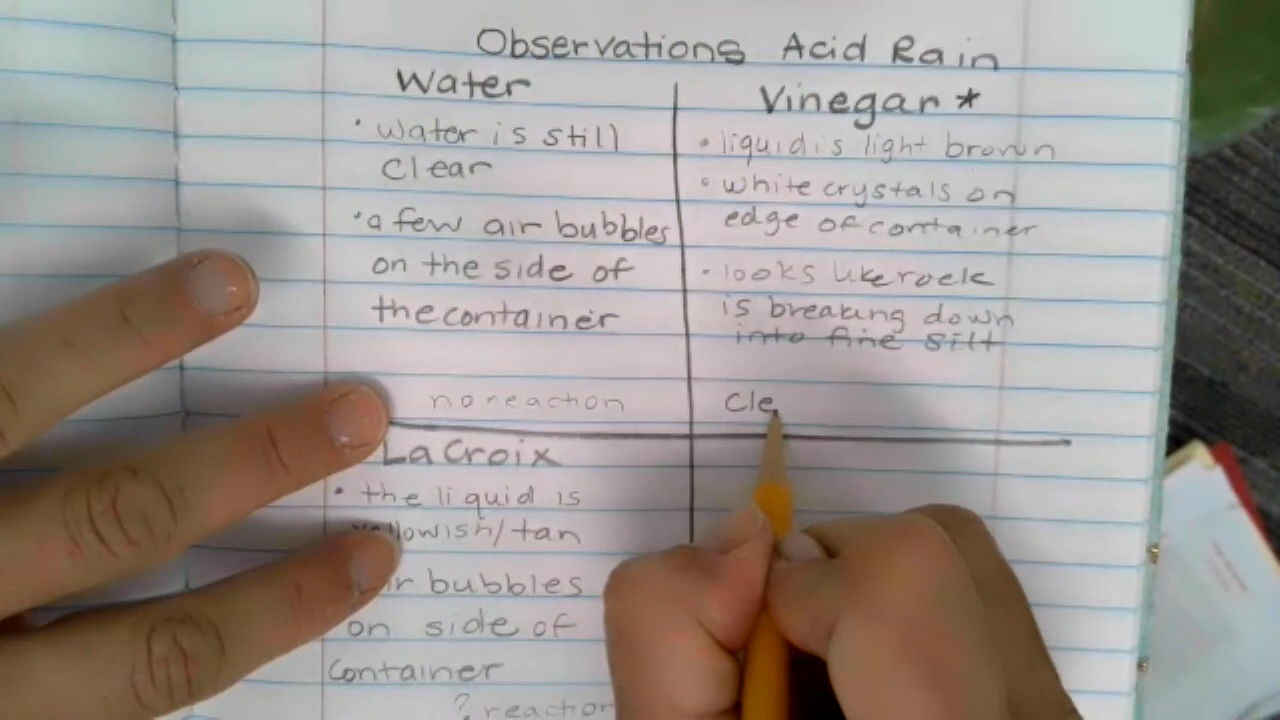 Observations Acid Rain
Water
• water is still
Clear
• a few air bubbles
on the side of
the container
no reaction
Vinegar *
• liquid is light brown
• white crystals on
edge of container
• looks like rock
is breaking down
into fine silt
Cle
La Croix
• the liquid is
/tan
bubbles
on side of
Container
? reaction